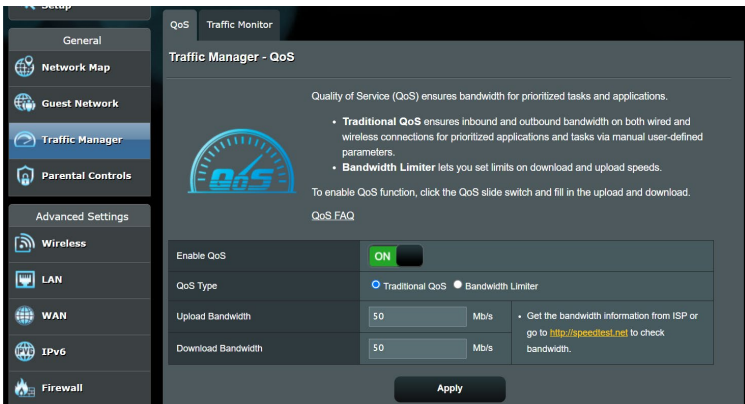 Setup
General
Network Map
Guest Network
Traffic Manager
Parental Controls
Advanced Settings
Wireless
LAN
WAN
IPv6
Firewall
QoS Traffic Monitor
Traffic Manager - QoS
QoS
Quality of Service (QoS) ensures bandwidth for prioritized tasks and applications.
• Traditional QoS ensures inbound and outbound bandwidth on both wired and
wireless connections for prioritized applications and tasks via manual user-defined
parameters.
• Bandwidth Limiter lets you set limits on download and upload speeds.
To enable QoS function, click the QoS slide switch and fill in the upload and download.
QoS FAQ
Enable QoS ON
QoS Type Traditional QoS Bandwidth Limiter
Upload Bandwidth 50 Mb/s
Download Bandwidth 50 Mb/s
• Get the bandwidth information from ISP or
go to http://speedtest.net to check
bandwidth.
Apply